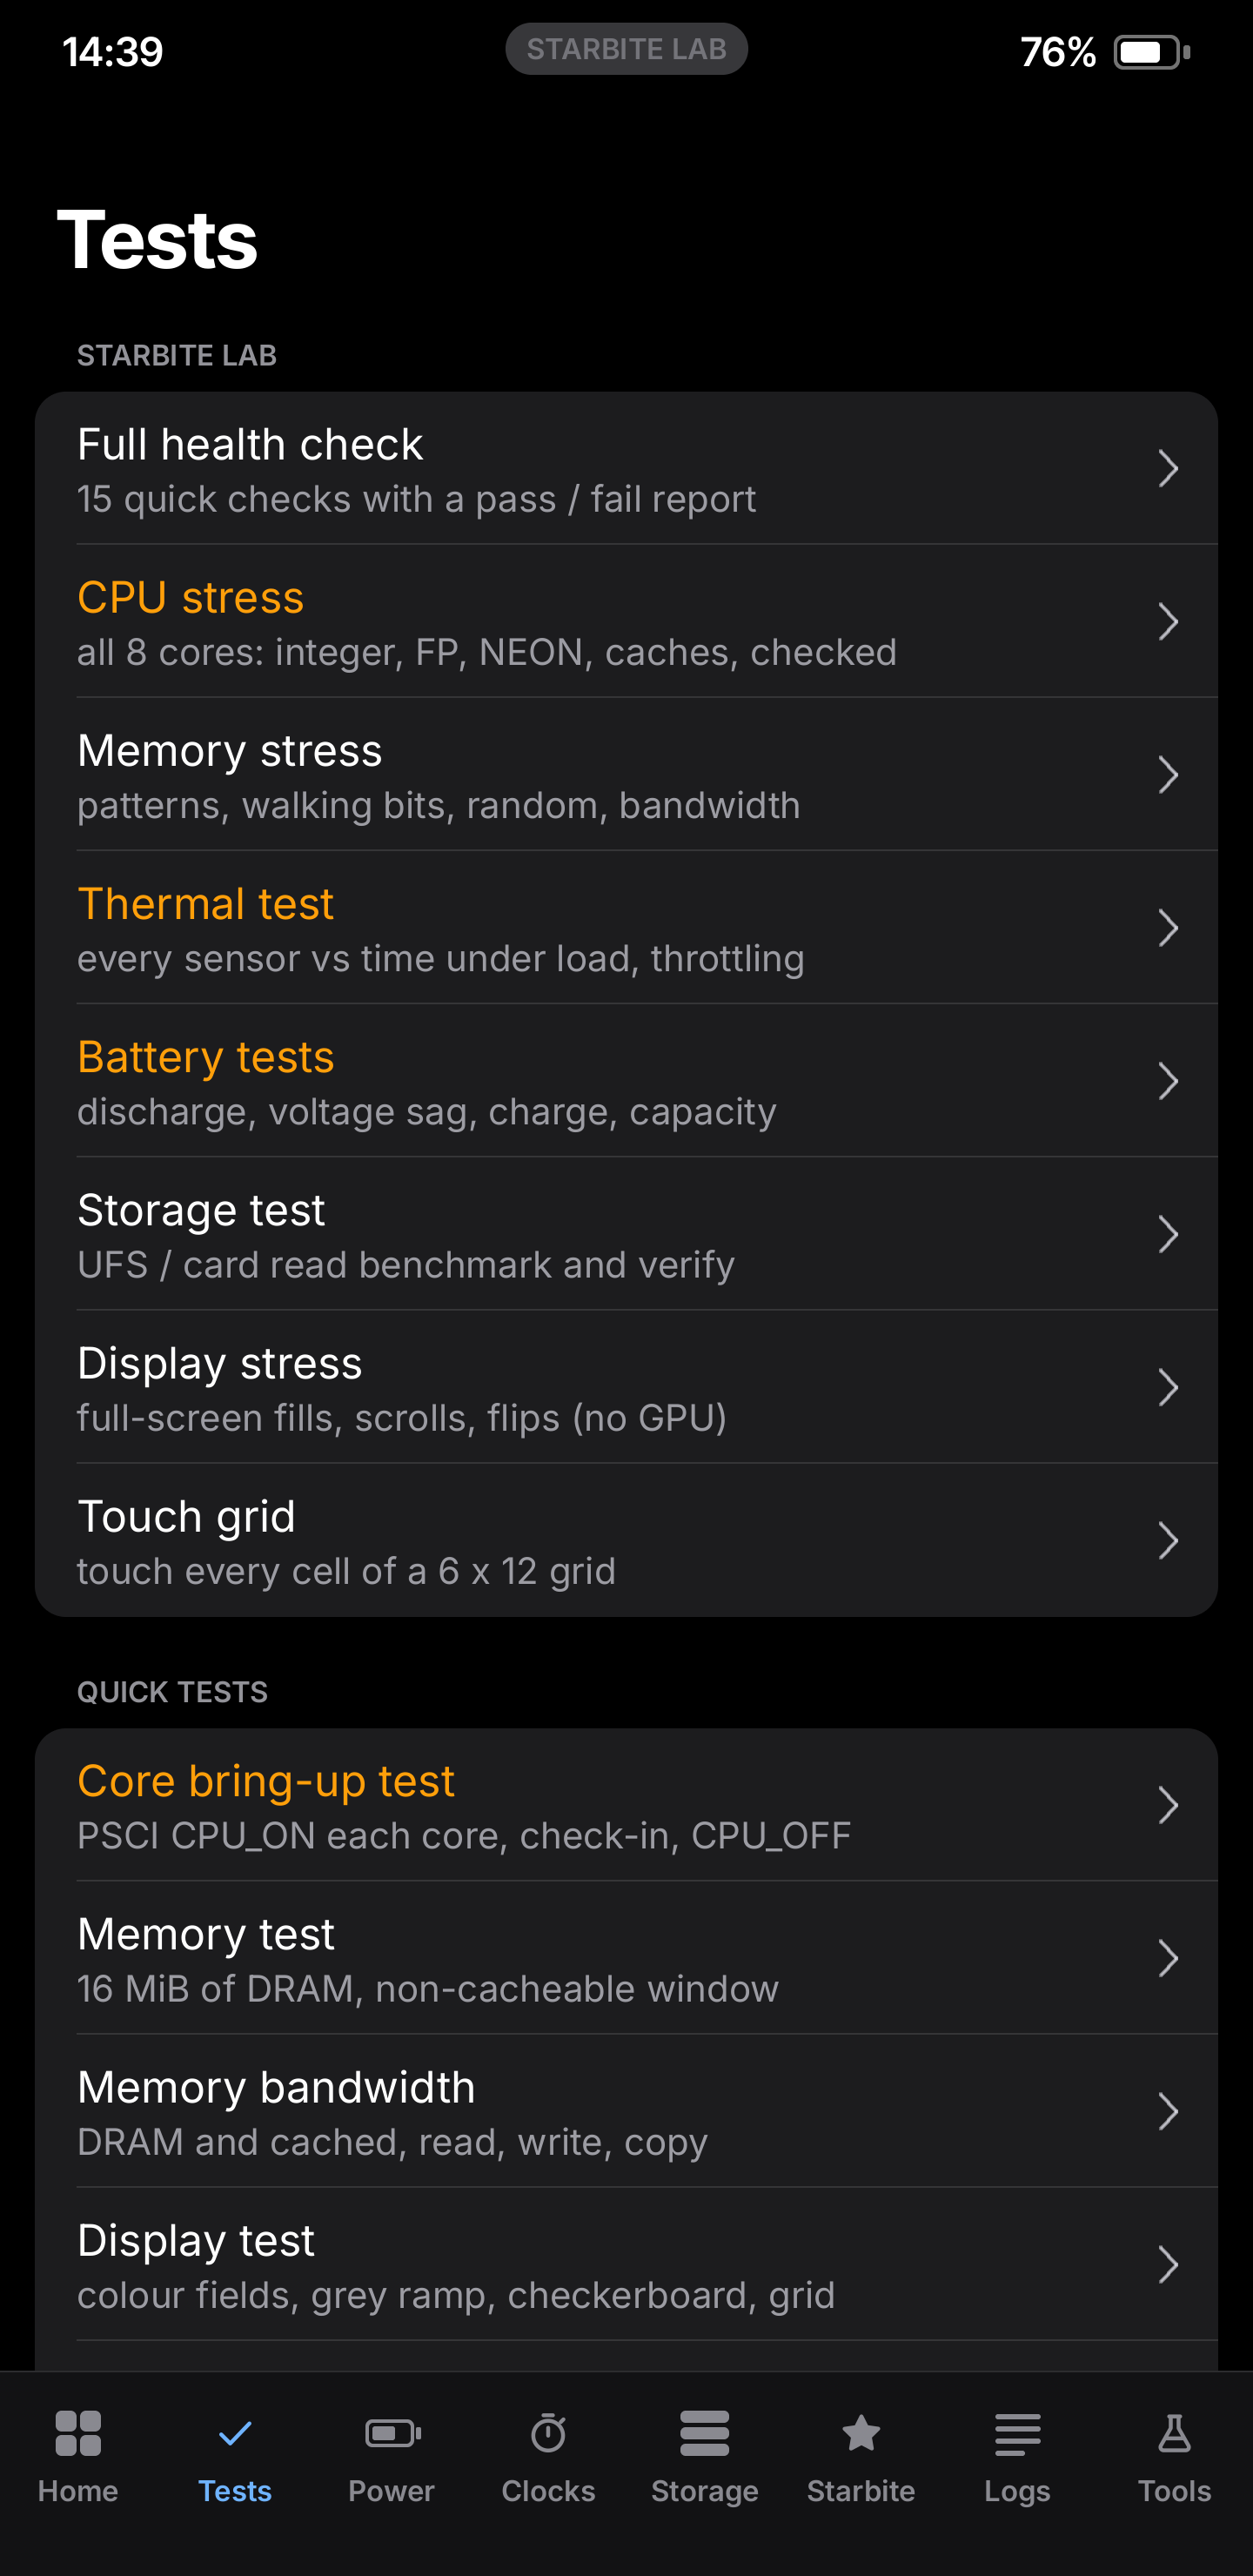 14:39
STARBITE LAB
76%
Tests
STARBITE LAB
Full health check
15 quick checks with a pass / fail report
CPU stress
all 8 cores: integer, FP, NEON, caches, checked
Memory stress
patterns, walking bits, random, bandwidth
Thermal test
every sensor vs time under load, throttling
Battery tests
discharge, voltage sag, charge, capacity
Storage test
UFS / card read benchmark and verify
Display stress
full-screen fills, scrolls, flips (no GPU)
Touch grid
touch every cell of a 6 x 12 grid
QUICK TESTS
Core bring-up test
PSCI CPU_ON each core, check-in, CPU_OFF
Memory test
16 MiB of DRAM, non-cacheable window
Memory bandwidth
DRAM and cached, read, write, copy
Display test
colour fields, grey ramp, checkerboard, grid
Home
Tests
Power
Clocks
Storage
Starbite
Logs
Tools